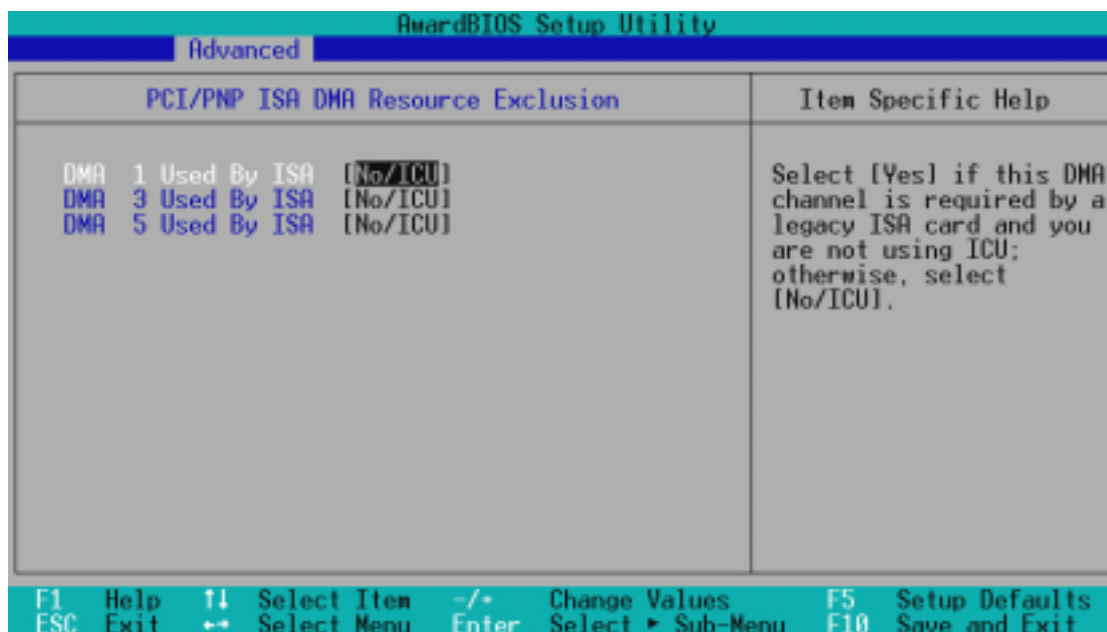 AwardBIOS Setup Utility
Advanced
PCI/PNP ISA DMA Resource Exclusion
Item Specific Help
DMA 1 Used By ISA [No/ICU]
DMA 3 Used By ISA [No/ICU]
DMA 5 Used By ISA [No/ICU]
Select [Yes] if this DMA
channel is required by a
legacy ISA card and you
are not using ICU;
otherwise, select
[No/ICU].
F1 Help ↑↓ Select Item -/+ Change Values F5 Setup Defaults
ESC Exit ←→ Select Menu Enter Select ► Sub-Menu F10 Save and Exit